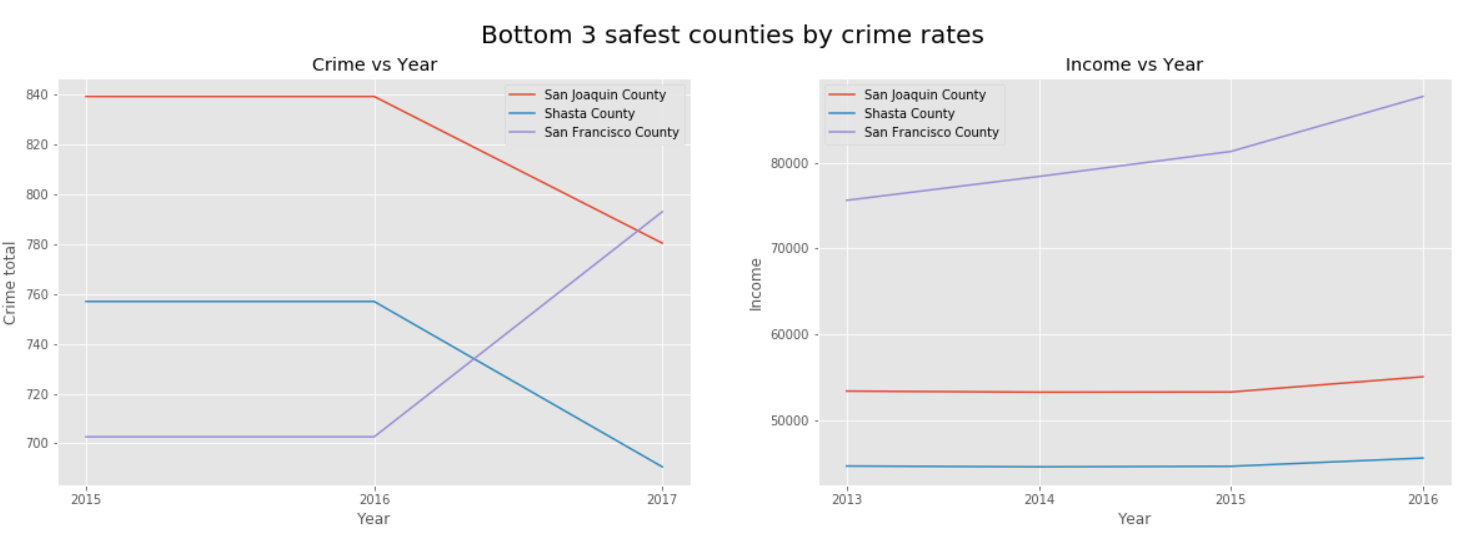 Bottom 3 safest counties by crime rates
Crime vs Year
840
820
800
780
760
740
720
700
Crime total
San Joaquin County
Shasta County
San Francisco County
2015 2016 2017
Year
Income vs Year
80000
70000
60000
50000
Income
San Joaquin County
Shasta County
San Francisco County
2013 2014 2015 2016
Year